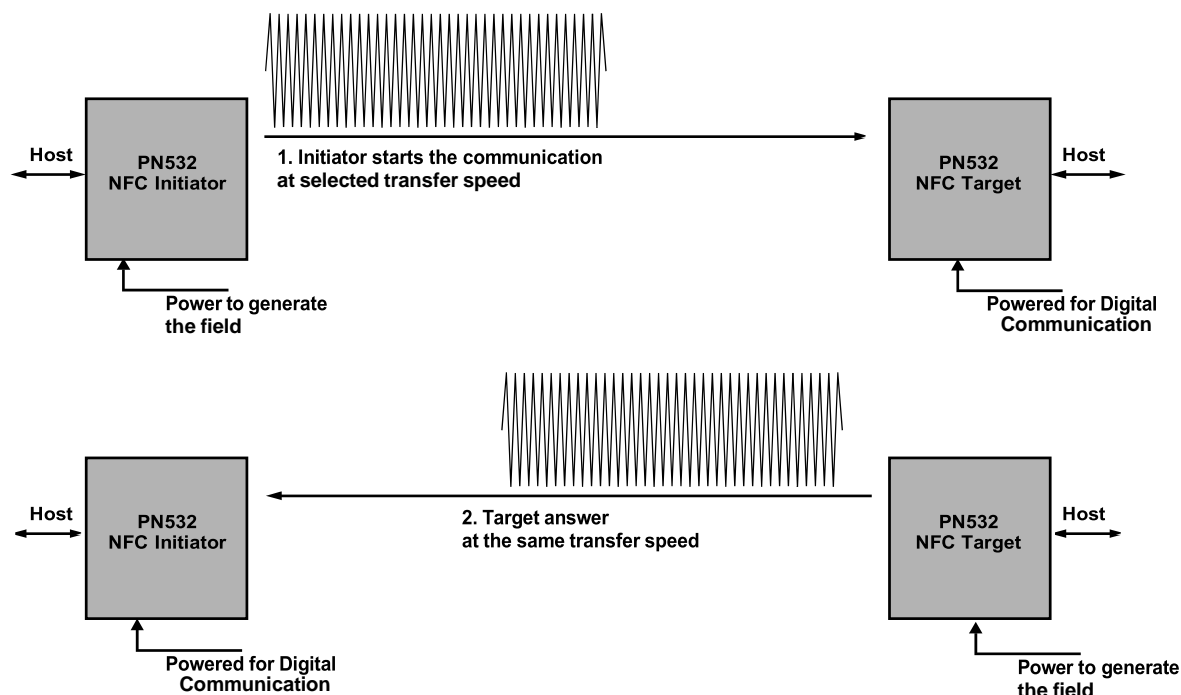 Host
PN532
NFC Initiator
1. Initiator starts the communication
at selected transfer speed
PN532
NFC Target
Host
Power to generate
the field
Powered for Digital
Communication
Host
PN532
NFC Initiator
2. Target answer
at the same transfer speed
PN532
NFC Target
Host
Powered for Digital
Communication
Power to generate
the field